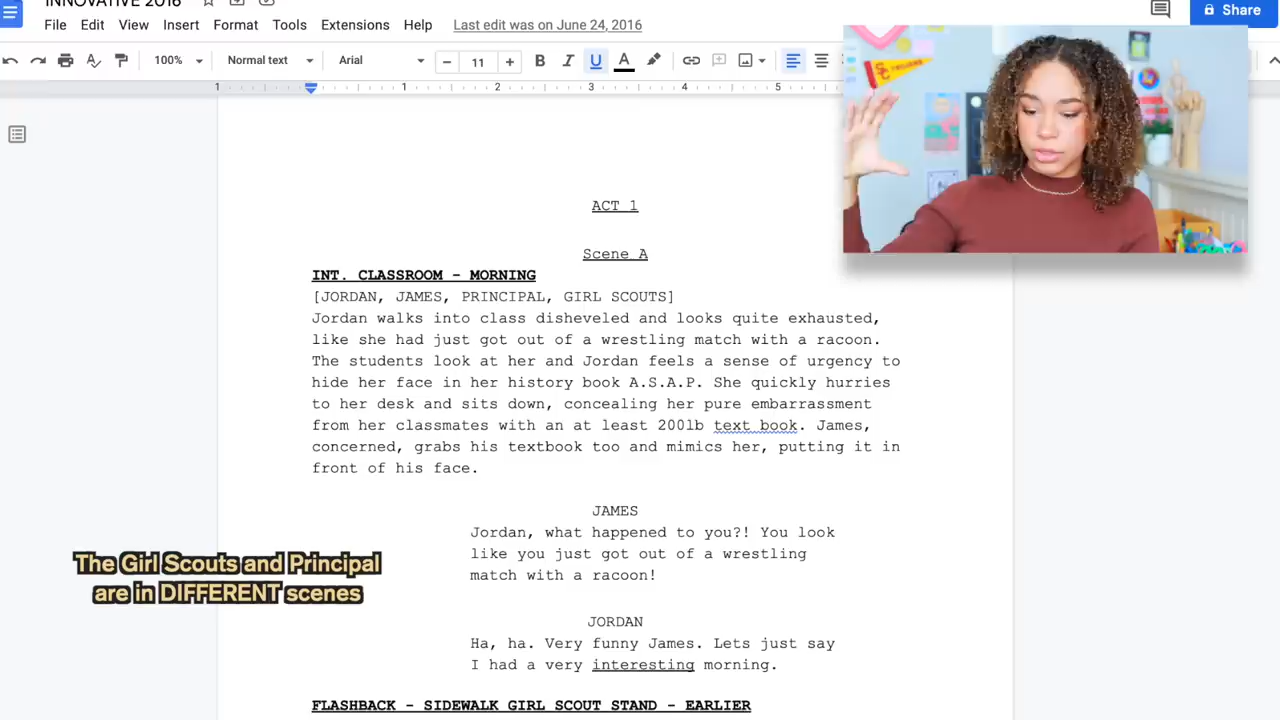 INNOVATIVE 2016
File Edit View Insert Format Tools Extensions Help Last edit was on June 24, 2016
Share
100% Normal text Arial 11 B I U A
1 1 2 3 4 5
SC TROJANS
ACT 1
Scene A
INT. CLASSROOM - MORNING
[JORDAN, JAMES, PRINCIPAL, GIRL SCOUTS]
Jordan walks into class disheveled and looks quite exhausted,
like she had just got out of a wrestling match with a racoon.
The students look at her and Jordan feels a sense of urgency to
hide her face in her history book A.S.A.P. She quickly hurries
to her desk and sits down, concealing her pure embarrassment
from her classmates with an at least 200lb text book. James,
concerned, grabs his textbook too and mimics her, putting it in
front of his face.
JAMES
Jordan, what happened to you?! You look
like you just got out of a wrestling
match with a racoon!
The Girl Scouts and Principal
are in DIFFERENT scenes
JORDAN
Ha, ha. Very funny James. Lets just say
I had a very interesting morning.
FLASHBACK - SIDEWALK GIRL SCOUT STAND - EARLIER